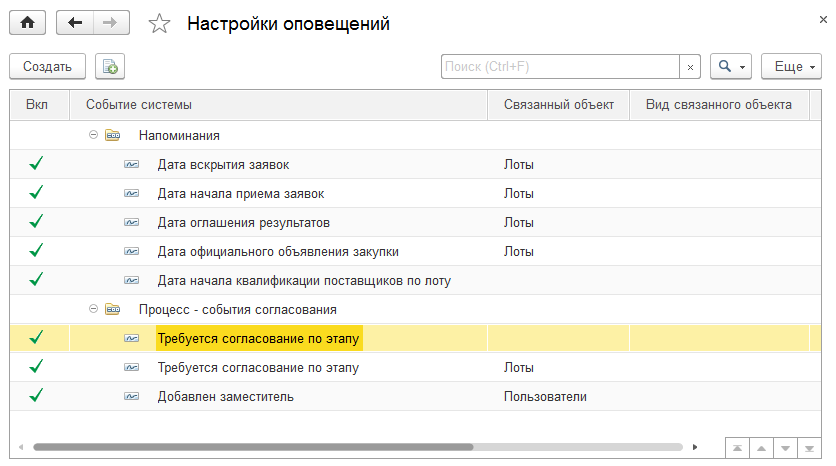 Настройки оповещений
Создать
Поиск (Ctrl+F)
Еще
Вкл Событие системы Связанный объект Вид связанного объекта
Напоминания
Дата вскрытия заявок Лоты
Дата начала приема заявок Лоты
Дата оглашения результатов Лоты
Дата официального объявления закупки Лоты
Дата начала квалификации поставщиков по лоту
Процесс - события согласования
Требуется согласование по этапу
Требуется согласование по этапу Лоты
Добавлен заместитель Пользователи